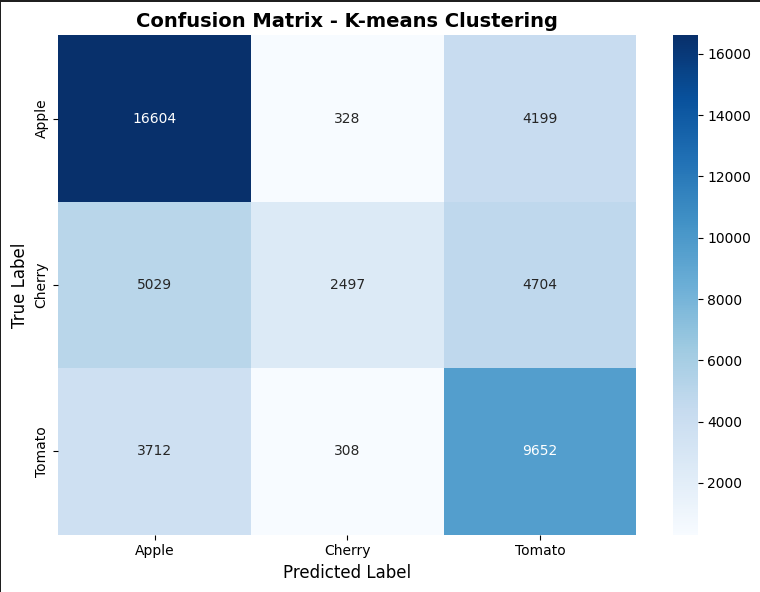 Confusion Matrix - K-means Clustering
True Label
Apple
16604 328 4199
Cherry
5029 2497 4704
Tomato
3712 308 9652
Apple Cherry Tomato
Predicted Label
16000
14000
12000
10000
8000
6000
4000
2000